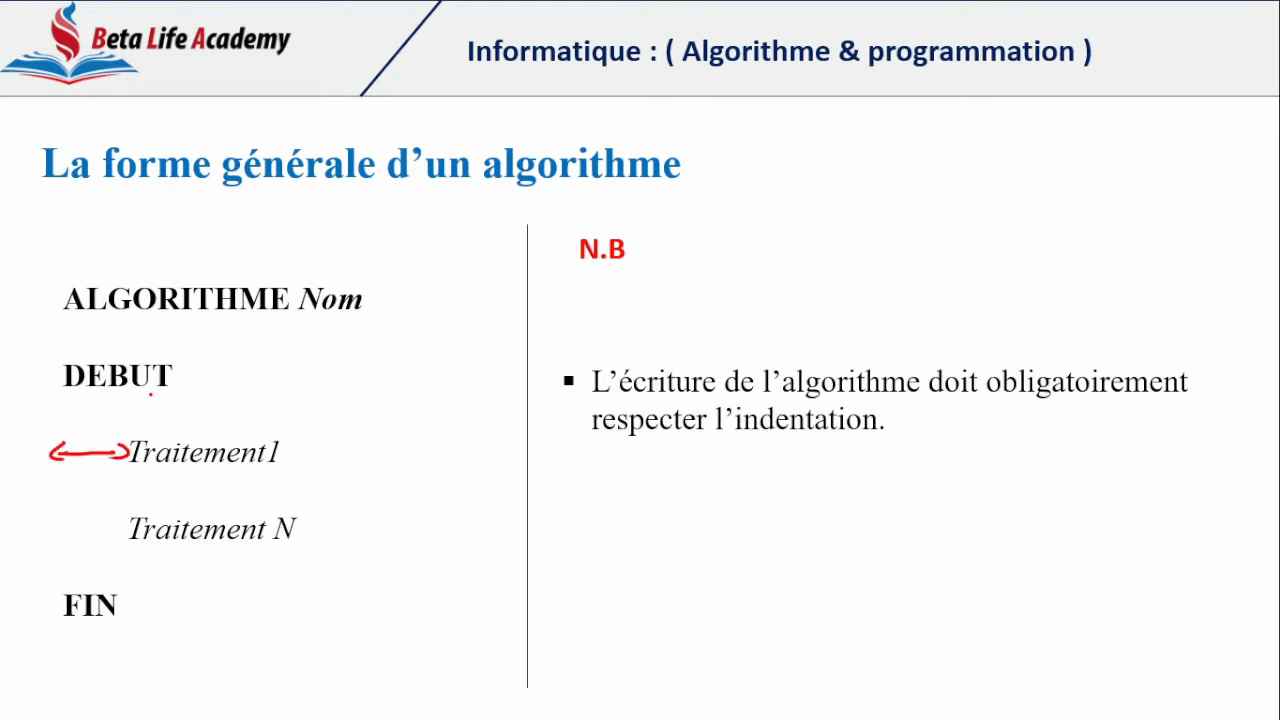 Beta Life Academy
Informatique : ( Algorithme & programmation )
La forme générale d’un algorithme
ALGORITHME Nom
DEBUT
Traitement1
Traitement N
FIN
N.B
▪ L’écriture de l’algorithme doit obligatoirement
respecter l’indentation.